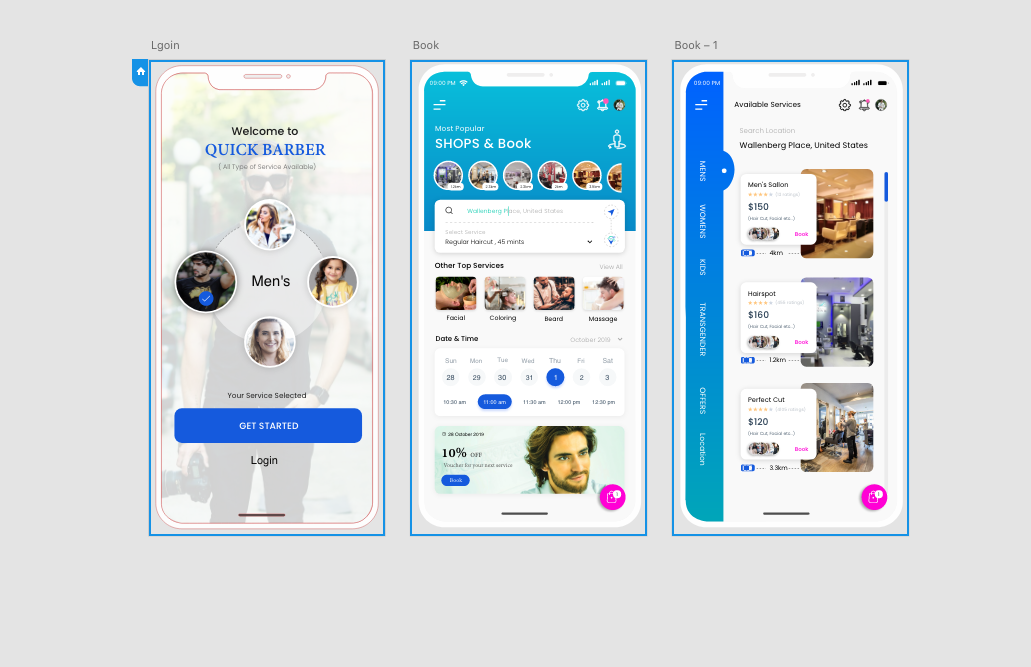 Lgoin
Welcome to
QUICK BARBER
( All Type of Service Available)
Men's
Your Service Selected
GET STARTED
Login
Book
09:00 PM
Most Popular
SHOPS & Book
Wallenberg Place, United States
Select Service
Regular Haircut , 45 mints
Other Top Services
View All
Facial Coloring Beard Massage
Date & Time
October 2019
Sun Mon Tue Wed Thu Fri Sat
28 29 30 31 1 2 3
10:30 am 11:00 am 11:30 am 12:00 pm 12:30 pm
28 October 2019
10% OFF
Voucher for your next service
Book
Book – 1
09:00 PM
Available Services
Search Location
Wallenberg Place, United States
MENS
WOMENS
KIDS
TRANSGENDER
OFFERS
Location
Men's Sallon
$150
(Hair Cut, Facial etc..)
Book
4km
Hairspot
$160
(Hair Cut, Facial etc..)
Book
12km
Perfect Cut
$120
(Hair Cut, Facial etc..)
Book
3.3km